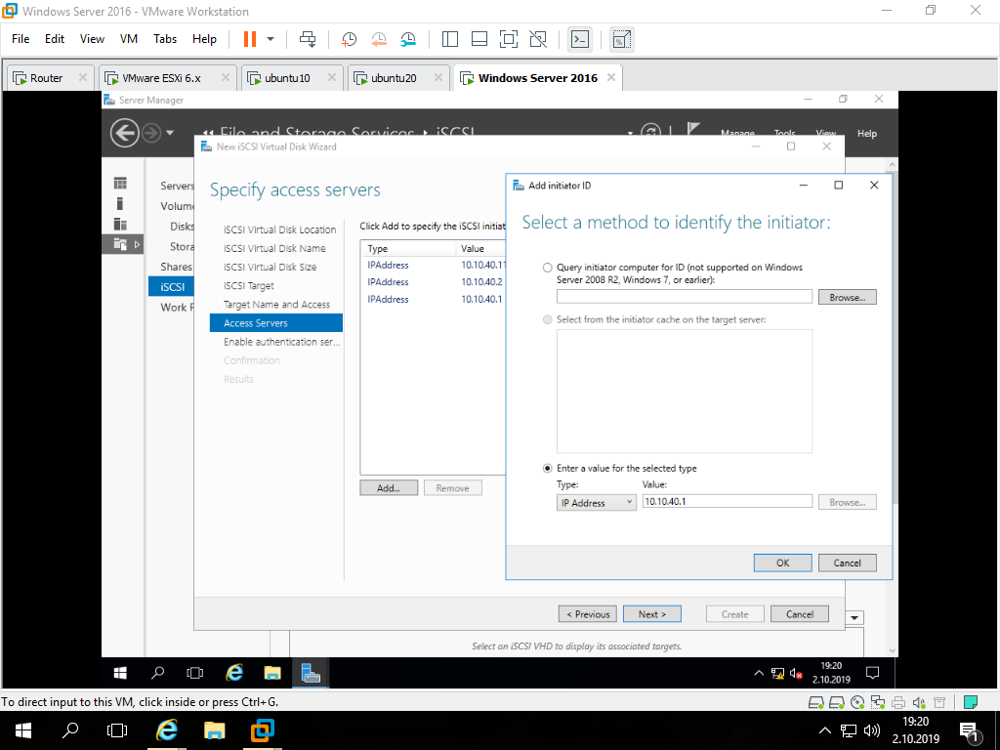 Windows Server 2016 - VMware Workstation
File Edit View VM Tabs Help
Router VMware ESXi 6.x ubuntu10 ubuntu20 Windows Server 2016
Server Manager
File and Storage Services iSCSI
Manage Tools View Help
New iSCSI Virtual Disk Wizard
Servers
Disks
Shares
iSCSI
Specify access servers
iSCSI Virtual Disk Location
iSCSI Virtual Disk Name
iSCSI Virtual Disk Size
iSCSI Target
Target Name and Access
Access Servers
Enable authentication ser...
Confirmation
Results
Click Add to specify the iSCSI
Type Value
IPAddress 10.10.40.11
IPAddress 10.10.40.2
IPAddress 10.10.40.1
Add... Remove
Add initiator ID
Select a method to identify the initiator:
Query initiator computer for ID (not supported on Windows
Server 2008 R2, Windows 7, or earlier):
Browse...
Select from the initiator cache on the target server:
Enter a value for the selected type
Type: Value:
IP Address 10.10.40.1 Browse...
OK Cancel
< Previous Next > Create Cancel
Select an iSCSI VHD to display its associated targets.
19:20
2.10.2019
To direct input to this VM, click inside or press Ctrl+G.
19:20
2.10.2019
1